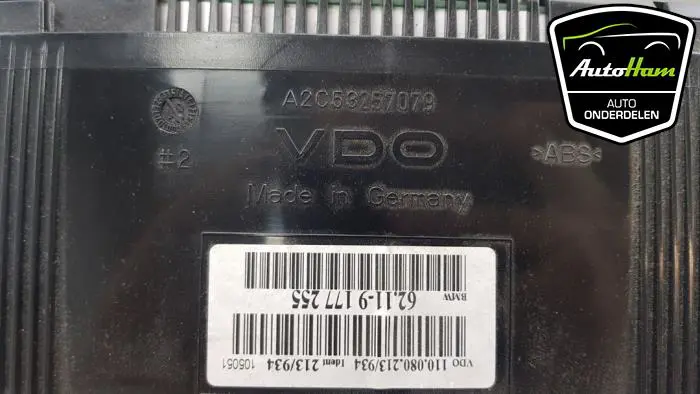 AutoHam
AUTO
ONDERDELEN
A2C53257079
VDO
#2
>ABS<
Made in Germany
VDO 110.080.213/934 Ident 213/934 105051
BMW 62.11-9 177 255